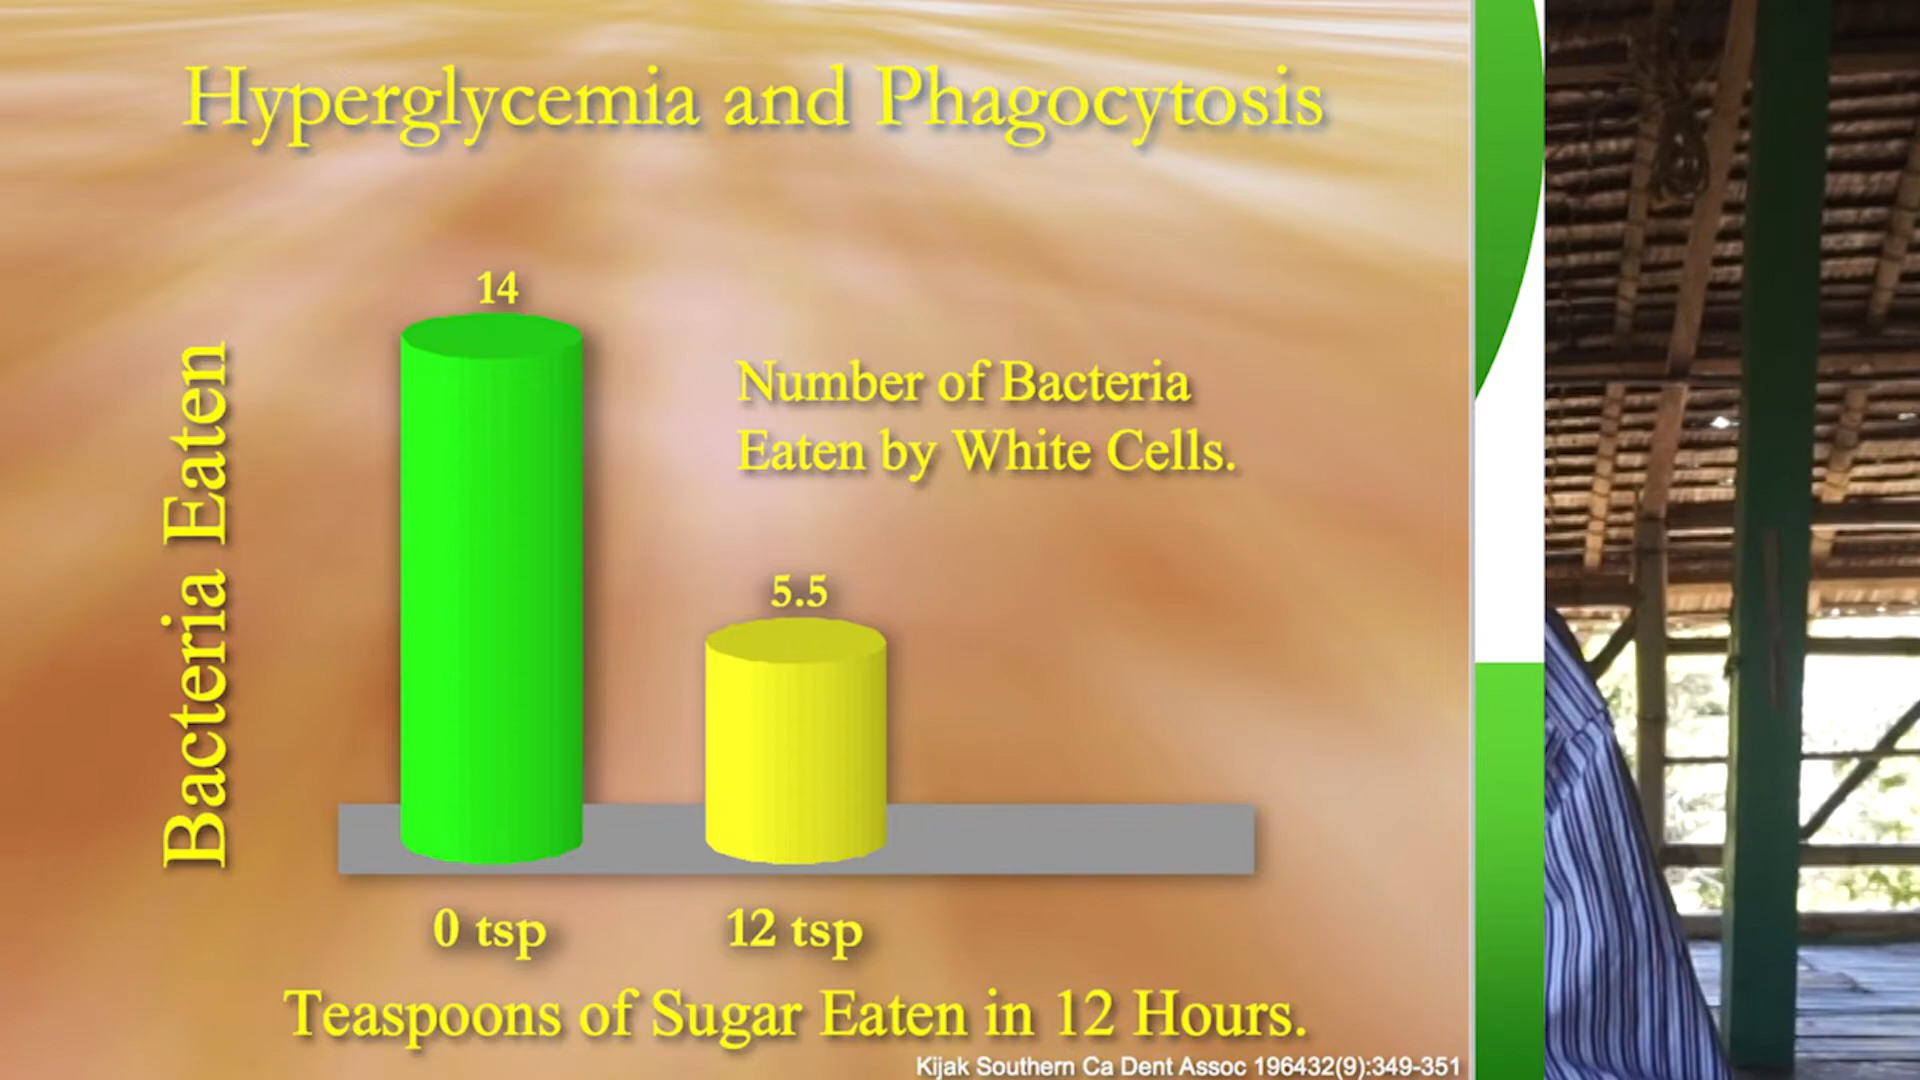 Hyperglycemia and Phagocytosis
14
Number of Bacteria
Eaten by White Cells.
5.5
Bacteria Eaten
0 tsp
12 tsp
Teaspoons of Sugar Eaten in 12 Hours.
Kijak Southern Ca Dent Assoc 196432(9):349-351